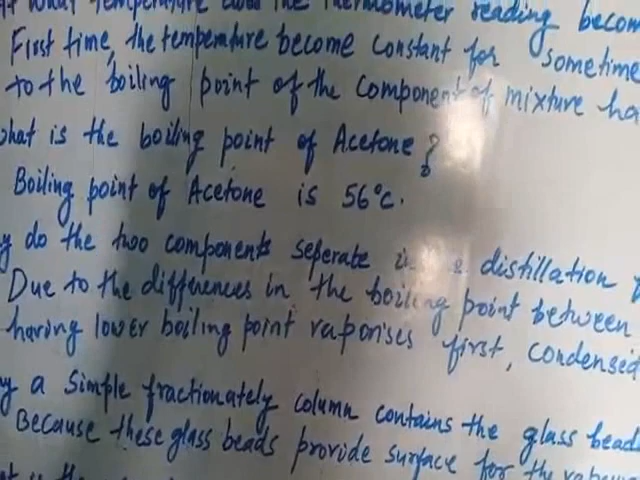 at what temperature does the thermometer reading becom
First time, the temperature become constant for sometime
to the boiling point of the component of mixture ha
what is the boiling point of Acetone?
Boiling point of Acetone is 56°c.
y do the two components seperate i distillation
Due to the differences in the boiling point between
having lower boiling point vaporises first, condensed
y a simple fractionately column contains the glass bead
Because these glass beads provide surface for the vapou